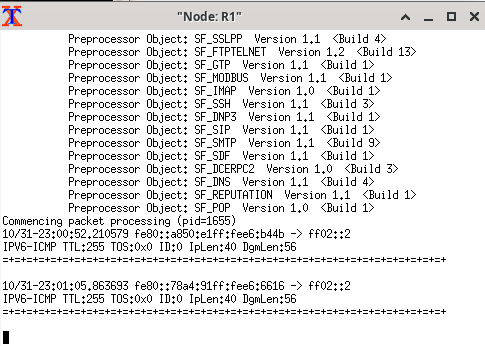 "Node: R1"
Preprocessor Object: SF_SSLPP  Version 1.1  <Build 4>
Preprocessor Object: SF_FTPTELNET  Version 1.2  <Build 13>
Preprocessor Object: SF_GTP  Version 1.1  <Build 1>
Preprocessor Object: SF_MODBUS  Version 1.1  <Build 1>
Preprocessor Object: SF_IMAP  Version 1.0  <Build 1>
Preprocessor Object: SF_SSH  Version 1.1  <Build 3>
Preprocessor Object: SF_DNP3  Version 1.1  <Build 1>
Preprocessor Object: SF_SIP  Version 1.1  <Build 1>
Preprocessor Object: SF_SMTP  Version 1.1  <Build 9>
Preprocessor Object: SF_SDF  Version 1.1  <Build 1>
Preprocessor Object: SF_DCERPC2  Version 1.0  <Build 3>
Preprocessor Object: SF_DNS  Version 1.1  <Build 4>
Preprocessor Object: SF_REPUTATION  Version 1.1  <Build 1>
Preprocessor Object: SF_POP  Version 1.0  <Build 1>
Commencing packet processing (pid=1655)
10/31-23:00:52.210579 fe80::a850:e1ff:fee6:b44b -> ff02::2
IPV6-ICMP TTL:255 TOS:0x0 ID:0 IpLen:40 DgmLen:56
=+=+=+=+=+=+=+=+=+=+=+=+=+=+=+=+=+=+=+=+=+=+=+=+=+=+=+=+=+=+=+=+=+=+=+=+=+

10/31-23:01:05.863693 fe80::78a4:91ff:fee6:6616 -> ff02::2
IPV6-ICMP TTL:255 TOS:0x0 ID:0 IpLen:40 DgmLen:56
=+=+=+=+=+=+=+=+=+=+=+=+=+=+=+=+=+=+=+=+=+=+=+=+=+=+=+=+=+=+=+=+=+=+=+=+=+